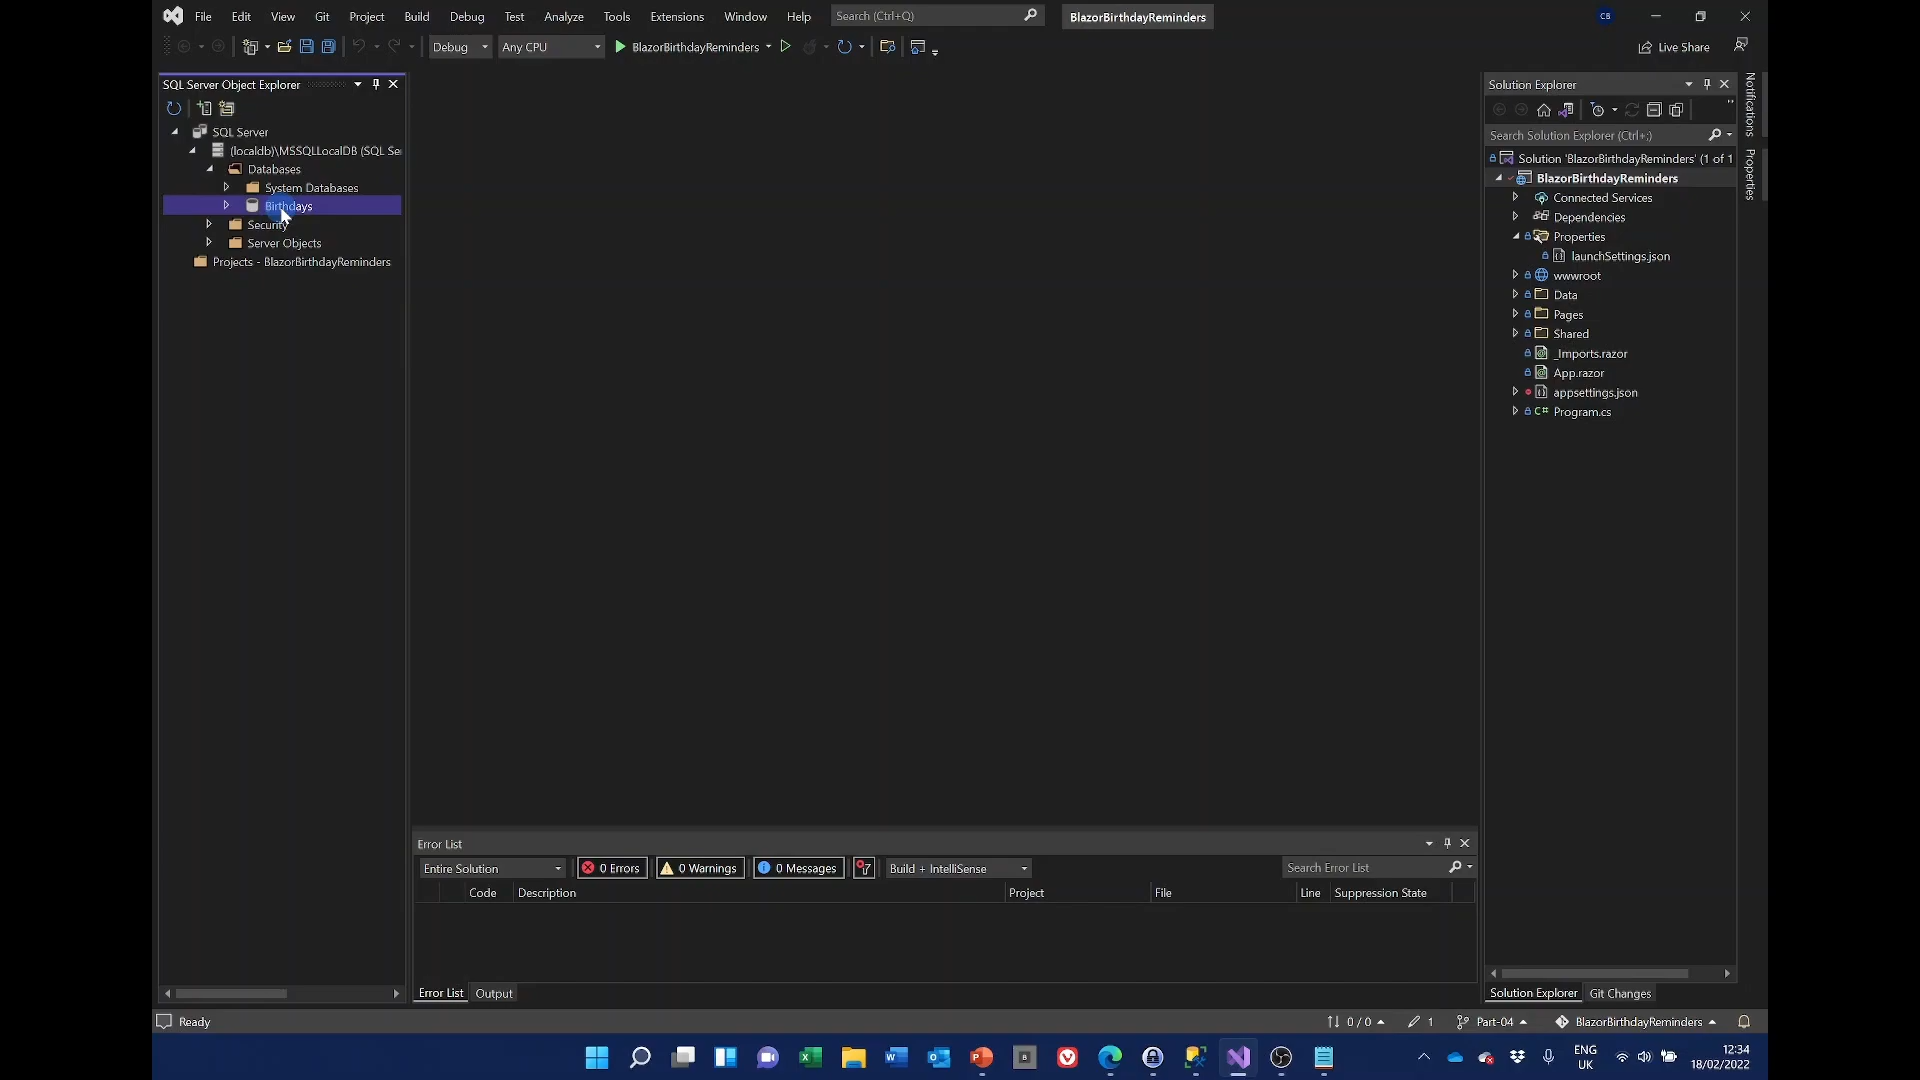 File Edit View Git Project Build Debug Test Analyze Tools Extensions Window Help Search (Ctrl+Q) BlazorBirthdayReminders CB
Debug Any CPU BlazorBirthdayReminders Live Share
SQL Server Object Explorer
SQL Server
(localdb)\MSSQLLocalDB (SQL Se
Databases
System Databases
Birthdays
Security
Server Objects
Projects - BlazorBirthdayReminders
Solution Explorer
Search Solution Explorer (Ctrl+;)
Solution 'BlazorBirthdayReminders' (1 of 1
BlazorBirthdayReminders
Connected Services
Dependencies
Properties
launchSettings.json
wwwroot
Data
Pages
Shared
_Imports.razor
App.razor
appsettings.json
C# Program.cs
Notifications
Properties
Error List
Entire Solution 0 Errors 0 Warnings 0 Messages Build + IntelliSense Search Error List
Code Description Project File Line Suppression State
Error List Output
Solution Explorer Git Changes
Ready 0 / 0 1 Part-04 BlazorBirthdayReminders
ENG 12:34
UK 18/02/2022